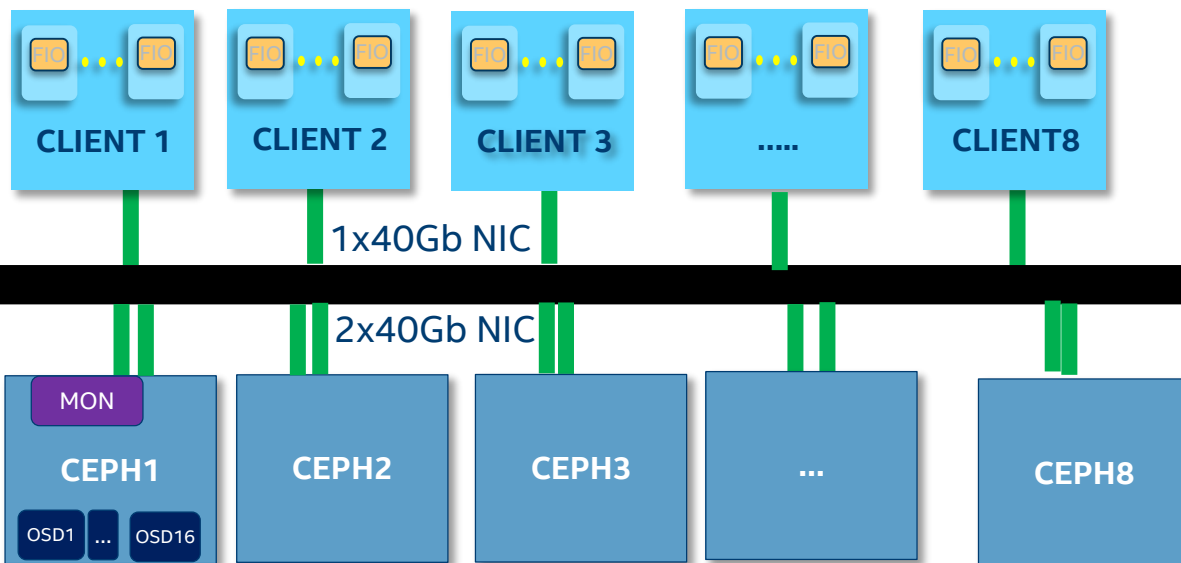 FIO FIO FIO FIO FIO FIO FIO FIO FIO FIO
CLIENT 1 CLIENT 2 CLIENT 3 ..... CLIENT8
1x40Gb NIC
2x40Gb NIC
MON
CEPH1 CEPH2 CEPH3 ... CEPH8
OSD1 ... OSD16